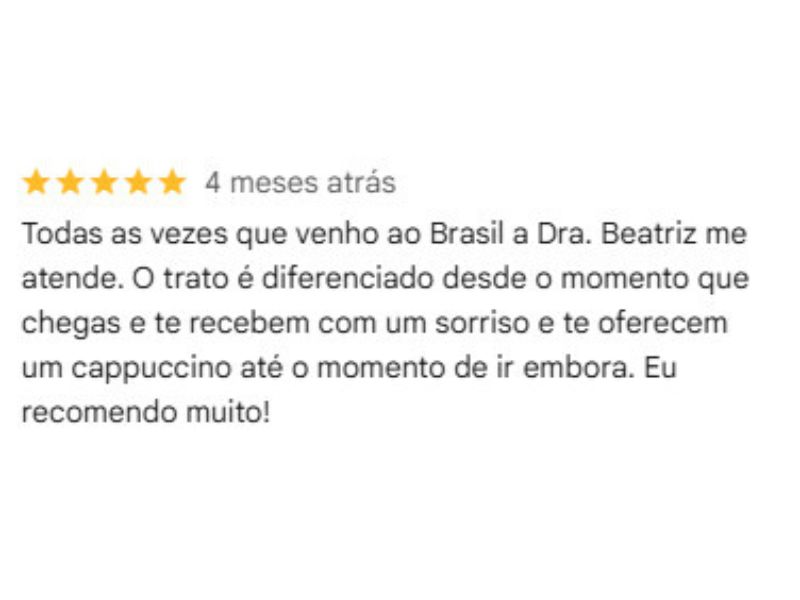 4 meses atrás
Todas as vezes que venho ao Brasil a Dra. Beatriz me
atende. O trato é diferenciado desde o momento que
chegas e te recebem com um sorriso e te oferecem
um cappuccino até o momento de ir embora. Eu
recomendo muito!